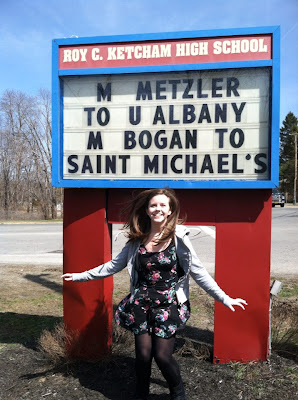 ROY C. KETCHAM HIGH SCHOOL
M METZLER
TO U ALBANY
M BOGAN TO
SAINT MICHAEL'S